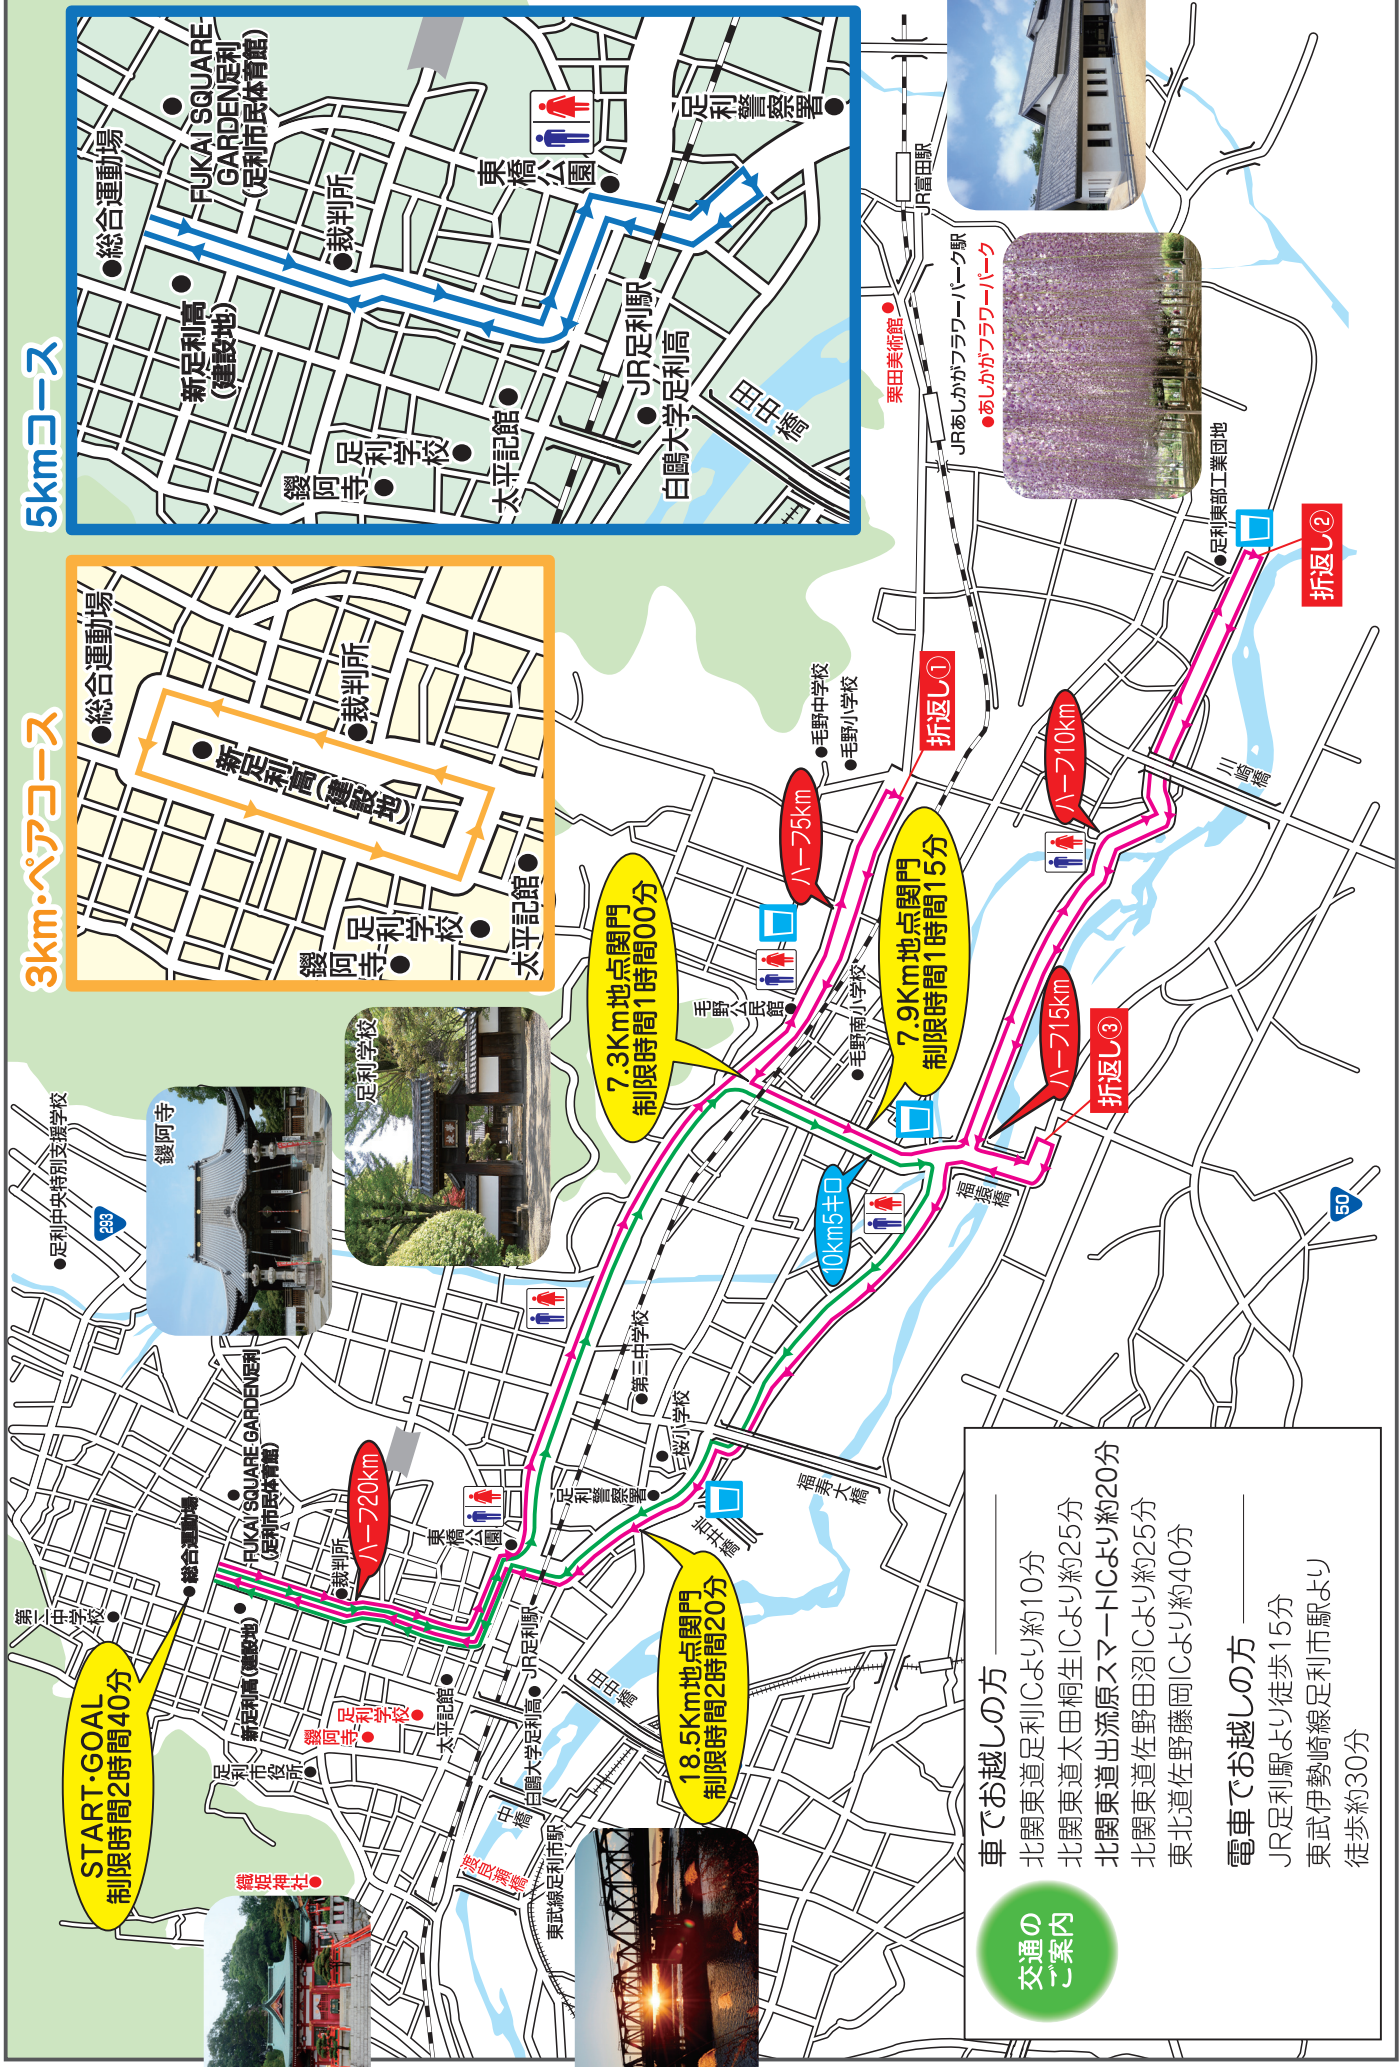 3km・ペアコース
総合運動場
新足利高
(建設地)
裁判所
鑁阿寺
足利学校
太平記館
5kmコース
総合運動場
FUKAI SQUARE
GARDEN足利
(足利市民体育館)
新足利高
(建設地)
裁判所
東橋公園
足利警察署
鑁阿寺
足利学校
太平記館
JR足利駅
白鷗大学足利高
田中橋
START・GOAL
制限時間2時間40分
第二中学校
総合運動場
FUKAI SQUARE GARDEN足利
(足利市民体育館)
新足利高(建設地)
裁判所
ハーフ20km
足利中央特別支援学校
293
鑁阿寺
足利学校
織姫神社
足利市役所
鑁阿寺
足利学校
太平記館
東橋公園
JR足利駅
白鷗大学足利高
中橋
田中橋
渡良瀬橋
東武線足利市駅
足利警察署
桜小学校
第三中学校
岩井橋
福寿大橋
18.5Km地点関門
制限時間2時間20分
7.3Km地点関門
制限時間1時間00分
毛野公民館
毛野南小学校
ハーフ5km
毛野中学校
毛野小学校
折返し①
7.9Km地点関門
制限時間1時間15分
10km5キロ
福猿橋
ハーフ15km
折返し③
ハーフ10km
川崎橋
足利東部工業団地
折返し②
50
栗田美術館
JRあしかがフラワーパーク駅
あしかがフラワーパーク
JR富田駅
交通の
ご案内
車でお越しの方
北関東道足利ICより約10分
北関東道太田桐生ICより約25分
北関東道出流原スマートICより約20分
北関東道佐野田沼ICより約25分
東北道佐野藤岡ICより約40分
電車でお越しの方
JR足利駅より徒歩15分
東武伊勢崎線足利市駅より
徒歩約30分